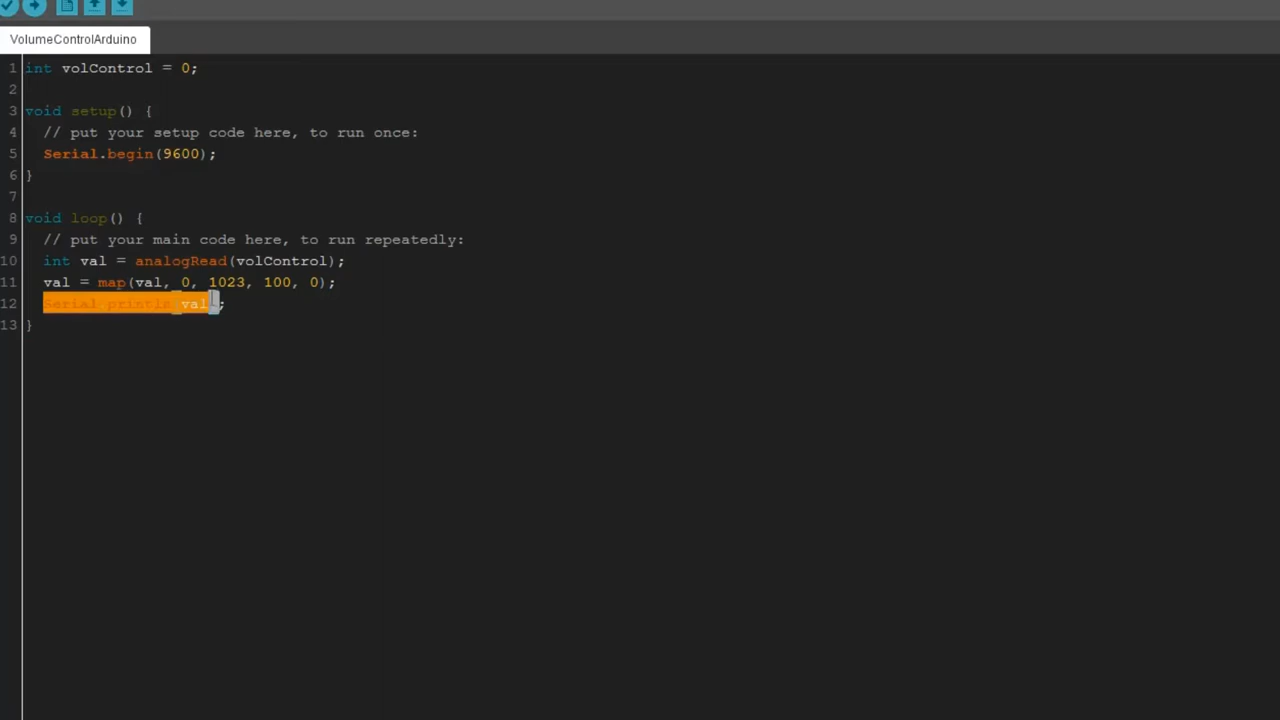 VolumeControlArduino
1 int volControl = 0;
2
3 void setup() {
4 // put your setup code here, to run once:
5 Serial.begin(9600);
6 }
7
8 void loop() {
9 // put your main code here, to run repeatedly:
10 int val = analogRead(volControl);
11 val = map(val, 0, 1023, 100, 0);
12 Serial.println(val);
13 }